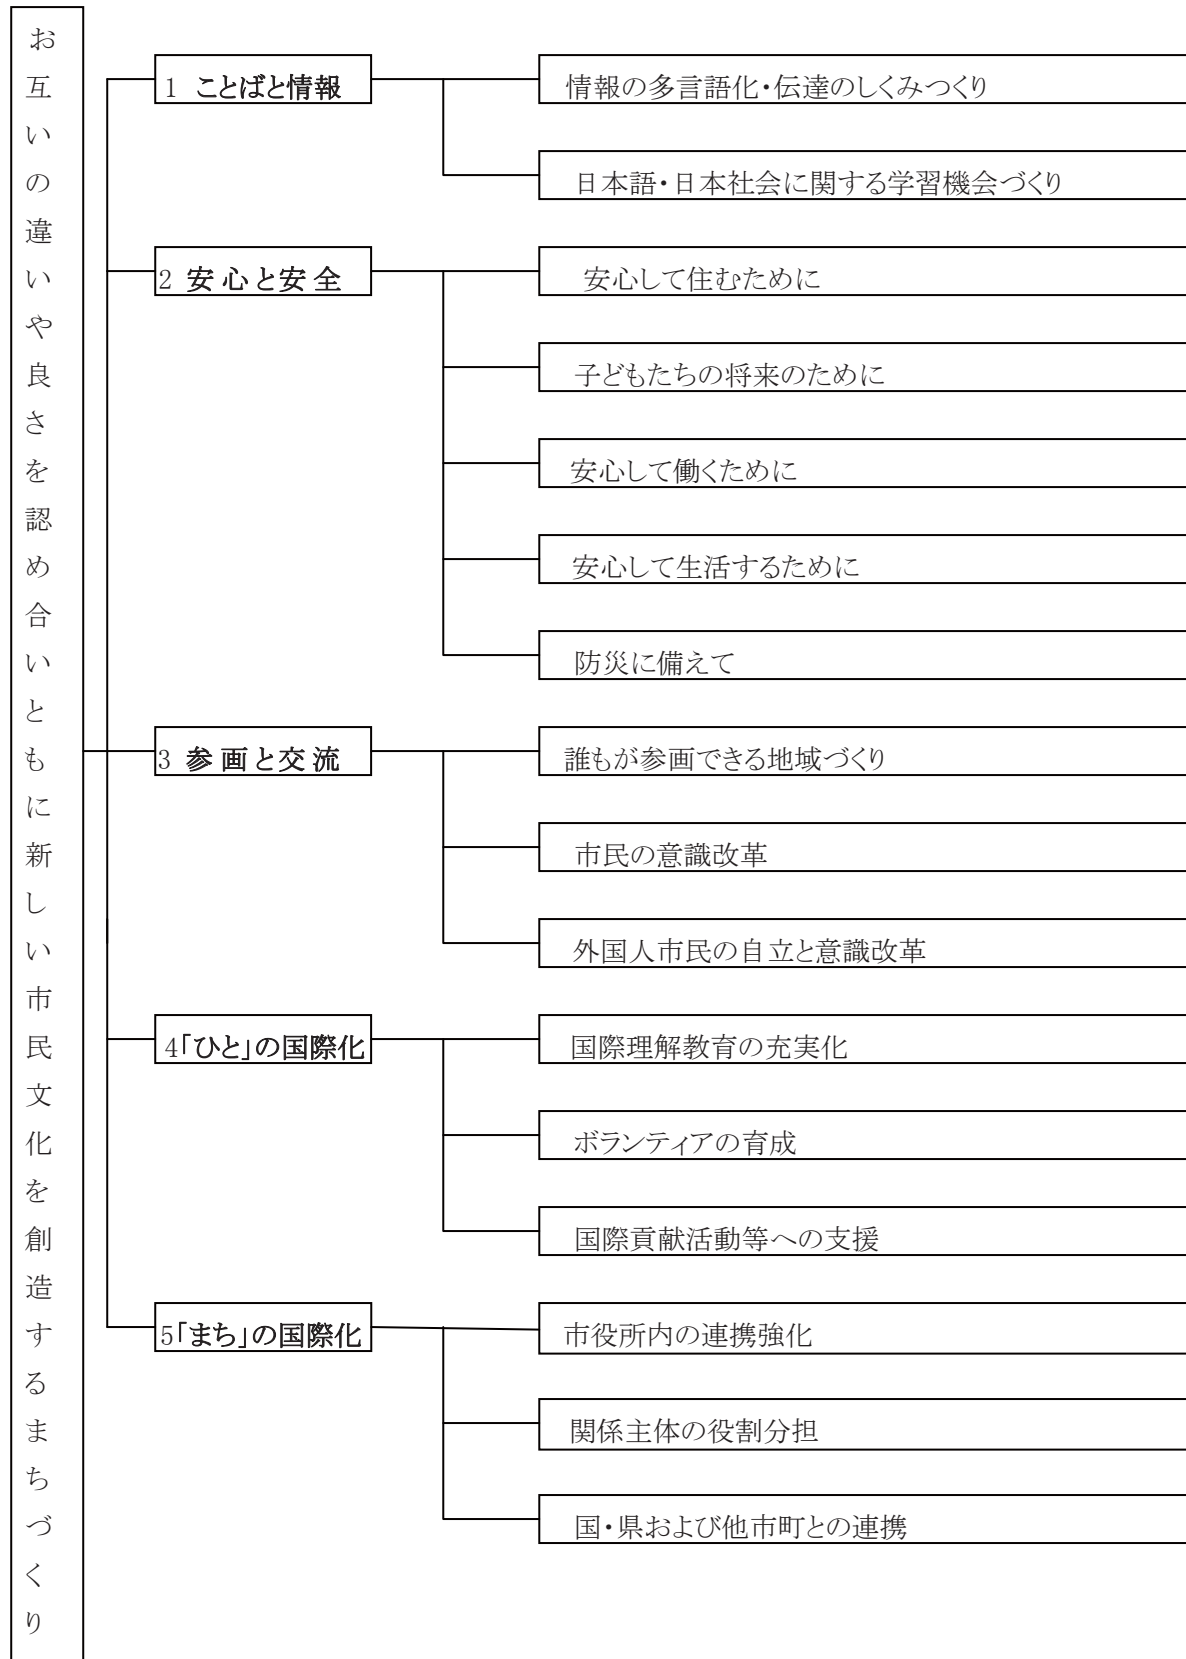 お互いの違いや良さを認め合いともに新しい市民文化を創造するまちづくり
1 ことばと情報
情報の多言語化・伝達のしくみつくり
日本語・日本社会に関する学習機会づくり
2 安心と安全
安心して住むために
子どもたちの将来のために
安心して働くために
安心して生活するために
防災に備えて
3 参画と交流
誰もが参画できる地域づくり
市民の意識改革
外国人市民の自立と意識改革
4「ひと」の国際化
国際理解教育の充実化
ボランティアの育成
国際貢献活動等への支援
5「まち」の国際化
市役所内の連携強化
関係主体の役割分担
国・県および他市町との連携